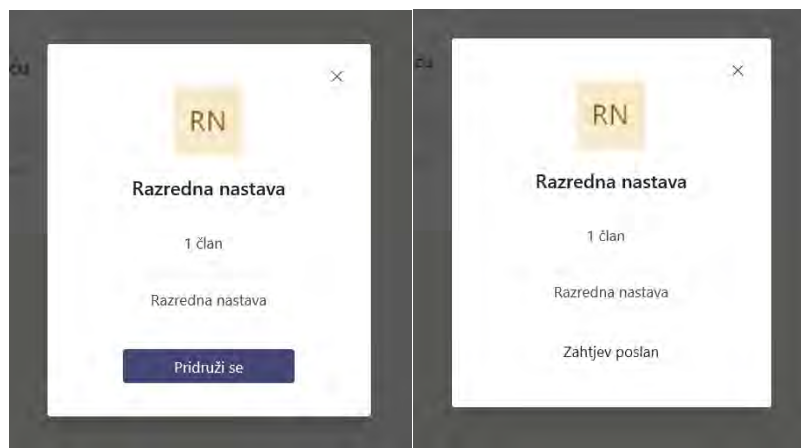 RN
Razredna nastava
1 član
Razredna nastava
Pridruži se
RN
Razredna nastava
1 član
Razredna nastava
Zahtjev poslan